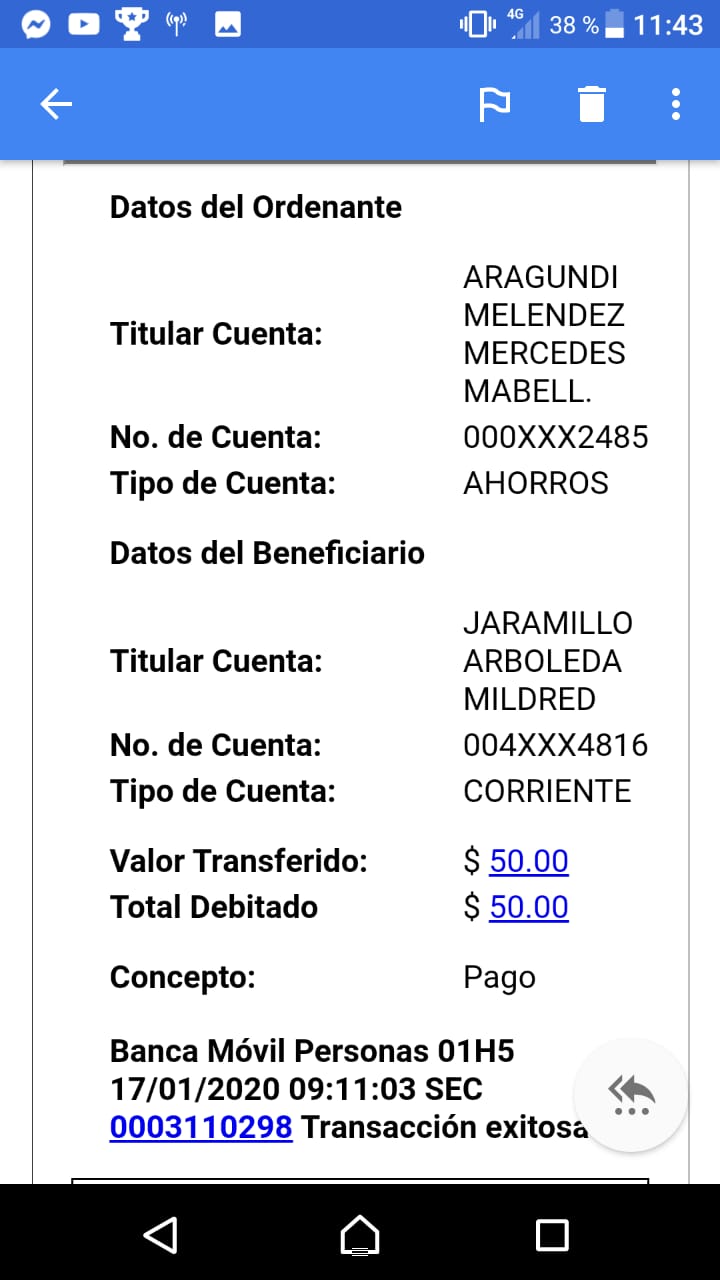 4G 38 % 11:43
Datos del Ordenante
Titular Cuenta: ARAGUNDI
MELENDEZ
MERCEDES
MABELL.
No. de Cuenta: 000XXX2485
Tipo de Cuenta: AHORROS
Datos del Beneficiario
Titular Cuenta: JARAMILLO
ARBOLEDA
MILDRED
No. de Cuenta: 004XXX4816
Tipo de Cuenta: CORRIENTE
Valor Transferido: $ 50.00
Total Debitado $ 50.00
Concepto: Pago
Banca Móvil Personas 01H5
17/01/2020 09:11:03 SEC
0003110298 Transacción exitosa